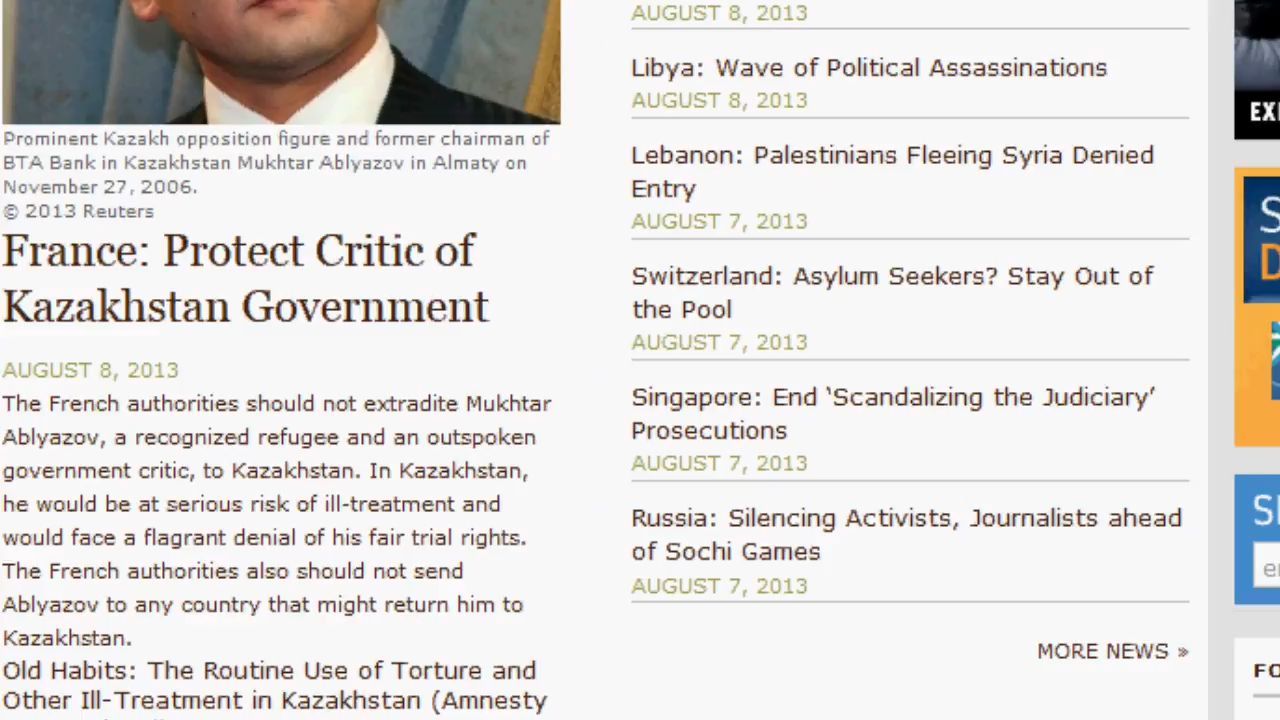 Prominent Kazakh opposition figure and former chairman of
BTA Bank in Kazakhstan Mukhtar Ablyazov in Almaty on
November 27, 2006.
© 2013 Reuters
France: Protect Critic of
Kazakhstan Government
AUGUST 8, 2013
The French authorities should not extradite Mukhtar
Ablyazov, a recognized refugee and an outspoken
government critic, to Kazakhstan. In Kazakhstan,
he would be at serious risk of ill-treatment and
would face a flagrant denial of his fair trial rights.
The French authorities also should not send
Ablyazov to any country that might return him to
Kazakhstan.
Old Habits: The Routine Use of Torture and
Other Ill-Treatment in Kazakhstan (Amnesty
AUGUST 8, 2013
Libya: Wave of Political Assassinations
AUGUST 8, 2013
Lebanon: Palestinians Fleeing Syria Denied
Entry
AUGUST 7, 2013
Switzerland: Asylum Seekers? Stay Out of
the Pool
AUGUST 7, 2013
Singapore: End ‘Scandalizing the Judiciary’
Prosecutions
AUGUST 7, 2013
Russia: Silencing Activists, Journalists ahead
of Sochi Games
AUGUST 7, 2013
MORE NEWS »